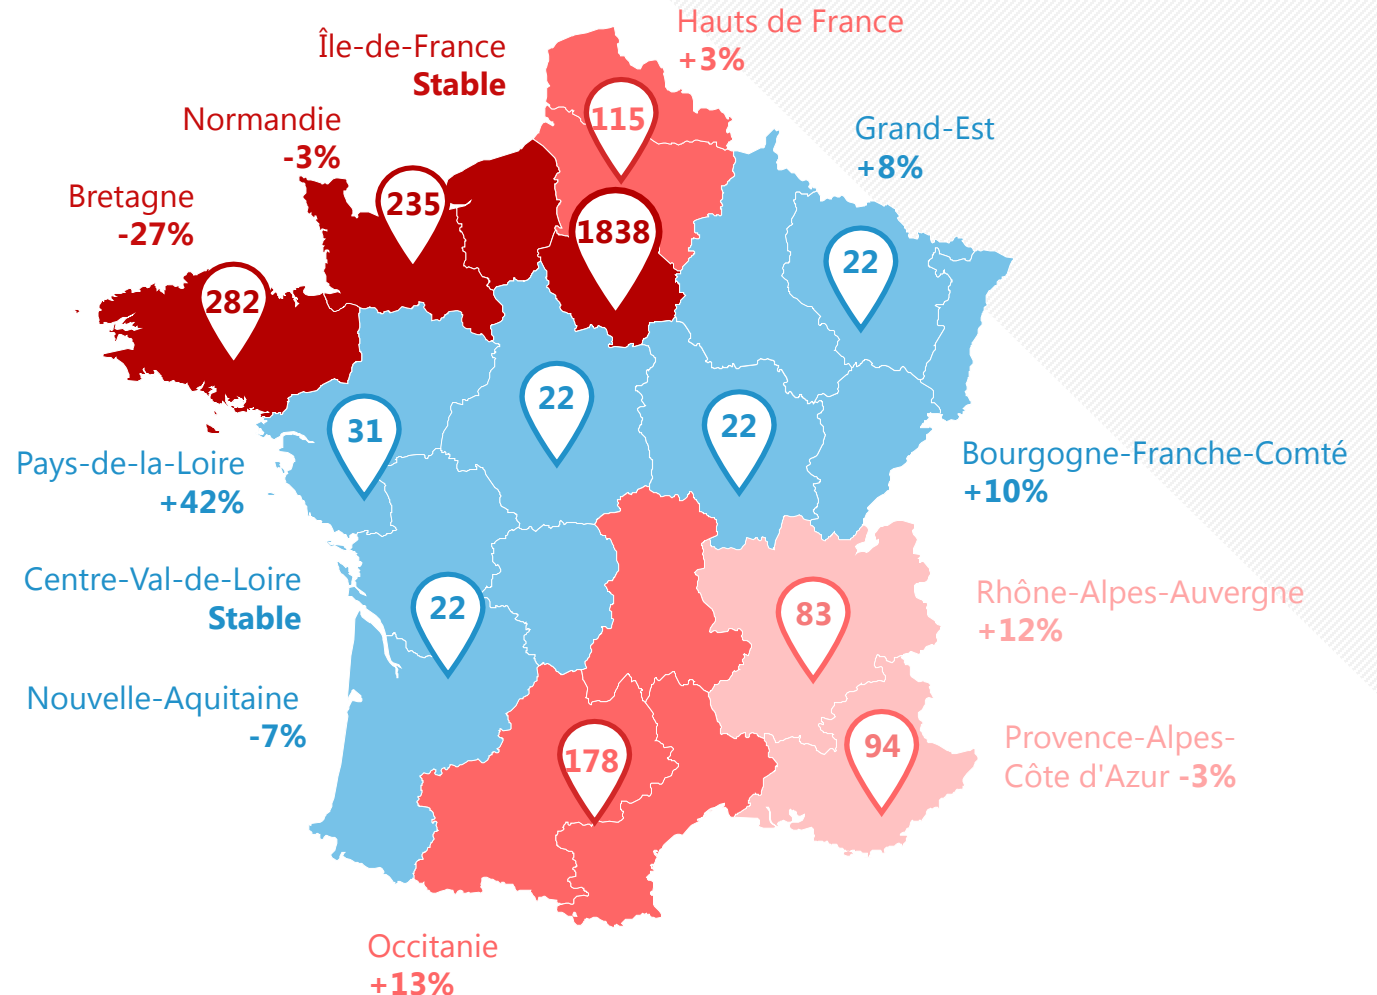 Hauts de France
+3%
Île-de-France
Stable
115
Normandie
-3%
Grand-Est
+8%
Bretagne
-27%
235
1838
22
282
22
22
31
Pays-de-la-Loire
+42%
Bourgogne-Franche-Comté
+10%
Centre-Val-de-Loire
Stable
22
83
Rhône-Alpes-Auvergne
+12%
Nouvelle-Aquitaine
-7%
178
94
Provence-Alpes-
Côte d'Azur -3%
Occitanie
+13%